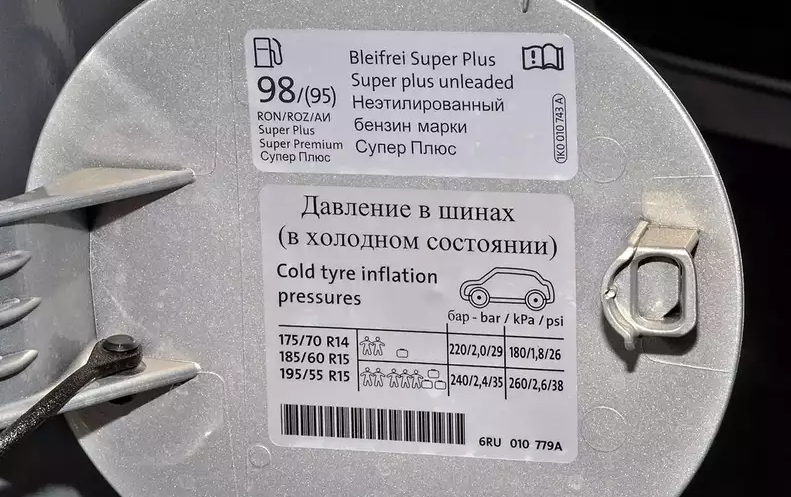 98/(95)
RON/ROZ/АИ
Super Plus
Super Premium
Супер Плюс
Bleifrei Super Plus
Super plus unleaded
Неэтилированный
бензин марки
Супер Плюс
1K0 010 743 A
Давление в шинах
(в холодном состоянии)
Cold tyre inflation
pressures
бар - bar / kPa / psi
175/70 R14
185/60 R15
195/55 R15
220/2,0/29 180/1,8/26
240/2,4/35 260/2,6/38
6RU 010 779A